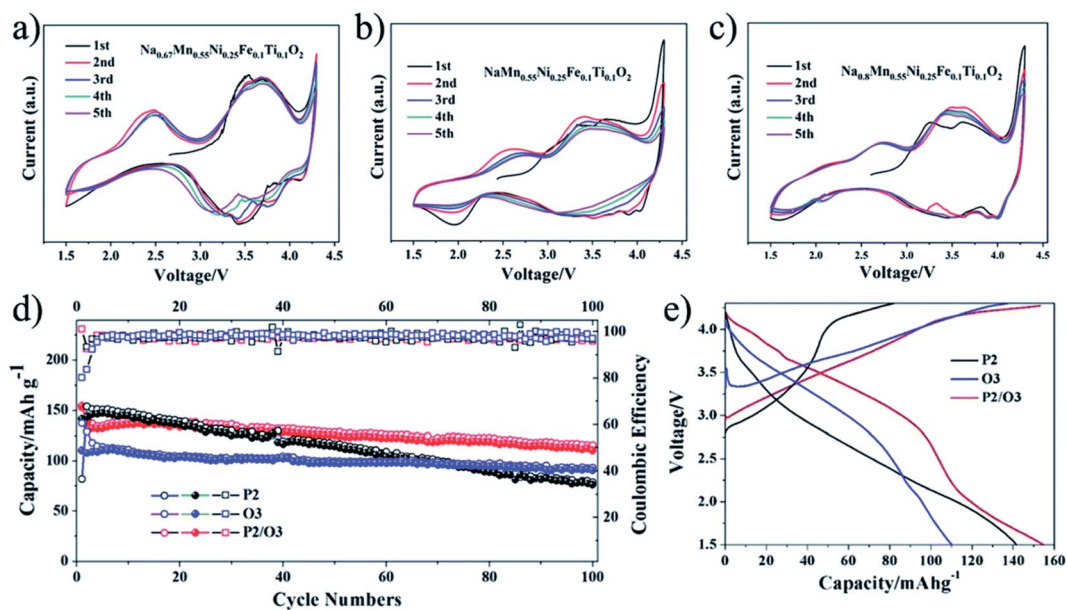 a)
Na0.67Mn0.55Ni0.25Fe0.1Ti0.1O2
1st
2nd
3rd
4th
5th
Current (a.u.)
1.5 2.0 2.5 3.0 3.5 4.0 4.5
Voltage/V
b)
NaMn0.55Ni0.25Fe0.1Ti0.1O2
1st
2nd
3rd
4th
5th
Current (a.u.)
1.5 2.0 2.5 3.0 3.5 4.0 4.5
Voltage/V
c)
Na0.8Mn0.55Ni0.25Fe0.1Ti0.1O2
1st
2nd
3rd
4th
5th
Current (a.u.)
1.5 2.0 2.5 3.0 3.5 4.0 4.5
Voltage/V
d)
0 20 40 60 80 100
225
200
175
150
125
100
75
50
25
0
Capacity/mAh g-1
100
80
60
40
20
Coulombic Efficiency
P2
O3
P2/O3
0 20 40 60 80 100
Cycle Numbers
e)
4.0
3.5
3.0
2.5
2.0
1.5
Voltage/V
P2
O3
P2/O3
0 20 40 60 80 100 120 140 160
Capacity/mAhg-1